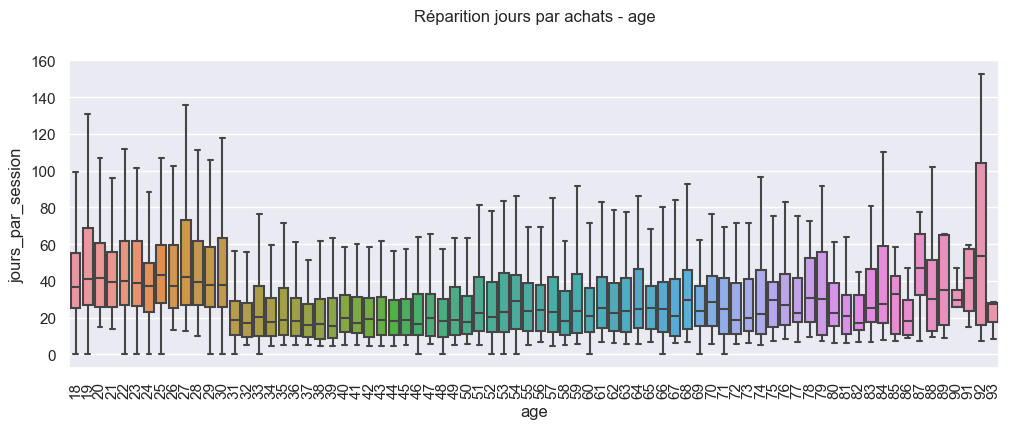 Réparition jours par achats - age
jours_par_session
160
140
120
100
80
60
40
20
0
18 19 20 21 22 23 24 25 26 27 28 29 30 31 32 33 34 35 36 37 38 39 40 41 42 43 44 45 46 47 48 49 50 51 52 53 54 55 56 57 58 59 60 61 62 63 64 65 66 67 68 69 70 71 72 73 74 75 76 77 78 79 80 81 82 83 84 85 86 87 88 89 90 91 92 93
age